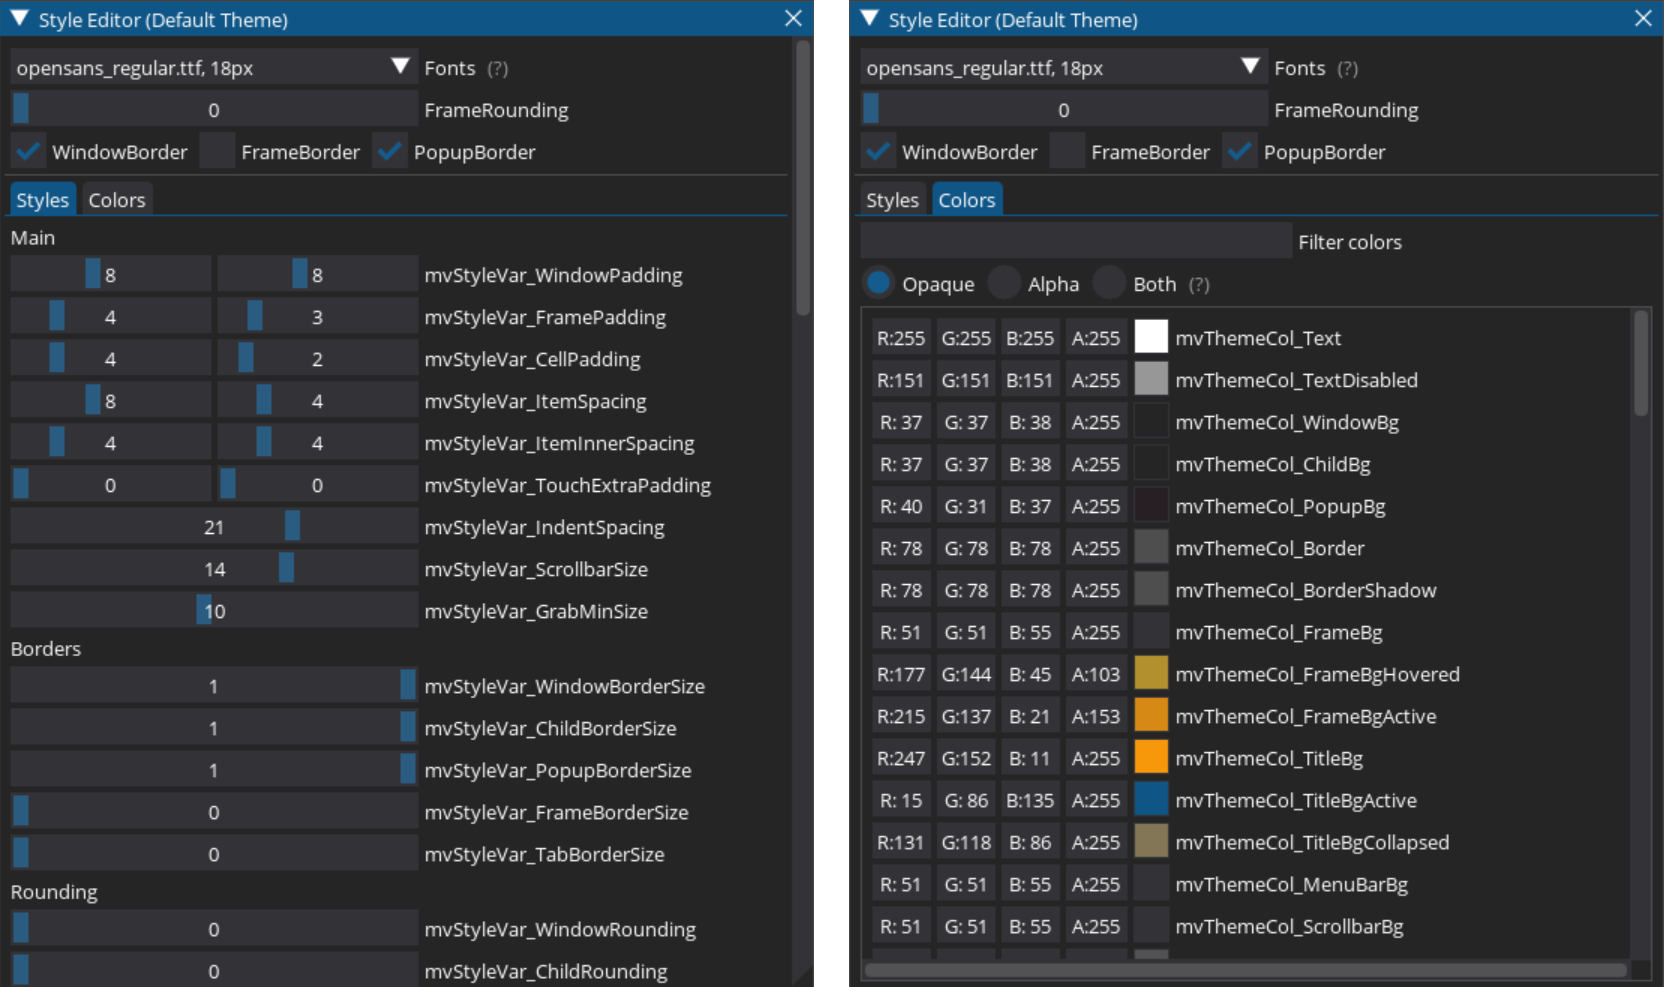 Style Editor (Default Theme)
opensans_regular.ttf, 18px Fonts (?)
0 FrameRounding
WindowBorder FrameBorder PopupBorder
Styles Colors
Main
8 8 mvStyleVar_WindowPadding
4 3 mvStyleVar_FramePadding
4 2 mvStyleVar_CellPadding
8 4 mvStyleVar_ItemSpacing
4 4 mvStyleVar_ItemInnerSpacing
0 0 mvStyleVar_TouchExtraPadding
21 mvStyleVar_IndentSpacing
14 mvStyleVar_ScrollbarSize
10 mvStyleVar_GrabMinSize
Borders
1 mvStyleVar_WindowBorderSize
1 mvStyleVar_ChildBorderSize
1 mvStyleVar_PopupBorderSize
0 mvStyleVar_FrameBorderSize
0 mvStyleVar_TabBorderSize
Rounding
0 mvStyleVar_WindowRounding
0 mvStyleVar_ChildRounding
Style Editor (Default Theme)
opensans_regular.ttf, 18px Fonts (?)
0 FrameRounding
WindowBorder FrameBorder PopupBorder
Styles Colors
Filter colors
Opaque Alpha Both (?)
R:255 G:255 B:255 A:255 mvThemeCol_Text
R:151 G:151 B:151 A:255 mvThemeCol_TextDisabled
R: 37 G: 37 B: 38 A:255 mvThemeCol_WindowBg
R: 37 G: 37 B: 38 A:255 mvThemeCol_ChildBg
R: 40 G: 31 B: 37 A:255 mvThemeCol_PopupBg
R: 78 G: 78 B: 78 A:255 mvThemeCol_Border
R: 78 G: 78 B: 78 A:255 mvThemeCol_BorderShadow
R: 51 G: 51 B: 55 A:255 mvThemeCol_FrameBg
R:177 G:144 B: 45 A:103 mvThemeCol_FrameBgHovered
R:215 G:137 B: 21 A:153 mvThemeCol_FrameBgActive
R:247 G:152 B: 11 A:255 mvThemeCol_TitleBg
R: 15 G: 86 B:135 A:255 mvThemeCol_TitleBgActive
R:131 G:118 B: 86 A:255 mvThemeCol_TitleBgCollapsed
R: 51 G: 51 B: 55 A:255 mvThemeCol_MenuBarBg
R: 51 G: 51 B: 55 A:255 mvThemeCol_ScrollbarBg